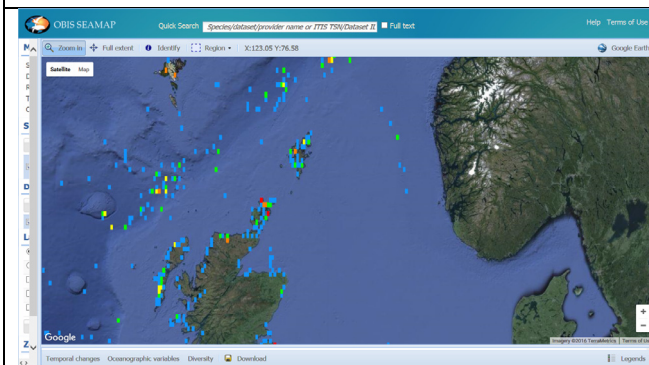 OBIS SEAMAP
Quick Search Species/dataset/provider name or ITIS TSN/Dataset IL Full text
Help Terms of Use
Zoom in Full extent Identify Region X:123.05 Y:76.58 Google Earth
Satellite Map
Google
Imagery ©2016 TerraMetrics Terms of Use
Temporal changes Oceanographic variables Diversity Download Legends